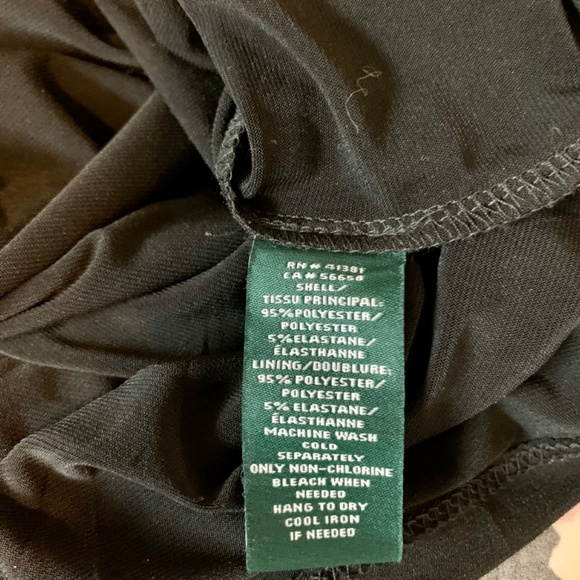 RN # 41381
CA # 56658
SHELL/
TISSU PRINCIPAL:
95%POLYESTER/
POLYESTER
5%ELASTANE/
ÉLASTHANNE
LINING/DOUBLURE:
95% POLYESTER/
POLYESTER
5% ELASTANE/
ÉLASTHANNE
MACHINE WASH
COLD
SEPARATELY
ONLY NON-CHLORINE
BLEACH WHEN
NEEDED
HANG TO DRY
COOL IRON
IF NEEDED